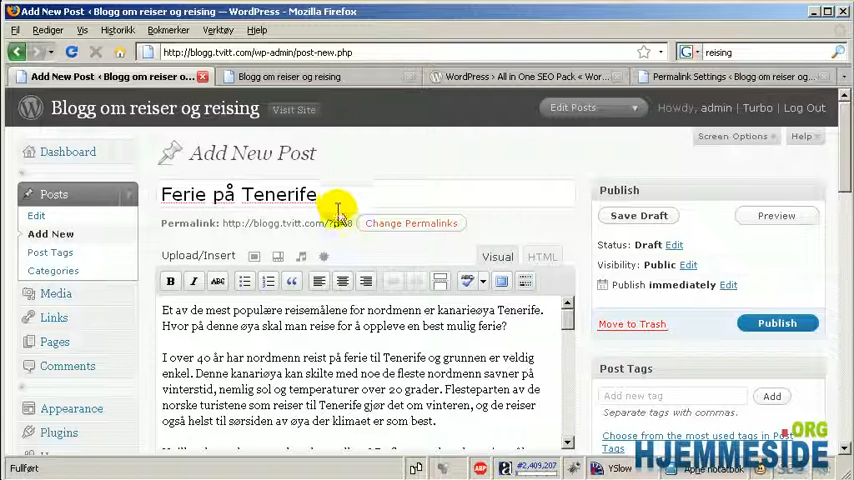 Add New Post ‹ Blogg om reiser og reising — WordPress - Mozilla Firefox
Fil Rediger Vis Historikk Bokmerker Verktøy Hjelp
http://blogg.tvitt.com/wp-admin/post-new.php
reising
Add New Post ‹ Blogg om reiser o...
Blogg om reiser og reising
WordPress › All in One SEO Pack « Wor...
Permalink Settings ‹ Blogg om reiser og...
Blogg om reiser og reising
Visit Site
Edit Posts
Howdy, admin | Turbo | Log Out
Screen Options
Help
Dashboard
Posts
Edit
Add New
Post Tags
Categories
Media
Links
Pages
Comments
Appearance
Plugins
Add New Post
Ferie på Tenerife
Permalink: http://blogg.tvitt.com/
Change Permalinks
Upload/Insert
Visual
HTML
B I ABC
Et av de mest populære reisemålene for nordmenn er kanarieøya Tenerife.
Hvor på denne øya skal man reise for å oppleve en best mulig ferie?
I over 40 år har nordmenn reist på ferie til Tenerife og grunnen er veldig
enkel. Denne kanariøya kan skilte med noe de fleste nordmenn savner på
vinterstid, nemlig sol og temperaturer over 20 grader. Flesteparten av de
norske turistene som reiser til Tenerife gjør det om vinteren, og de reiser
også helst til sørsiden av øya der klimaet er som best.
Publish
Save Draft
Preview
Status: Draft Edit
Visibility: Public Edit
Publish immediately Edit
Move to Trash
Publish
Post Tags
Add new tag
Add
Separate tags with commas.
Choose from the most used tags in Post
Tags
.ORG
HJEMMESIDE
Fullført
ABP
#2,409,207
YSlow
Åpne notatbok